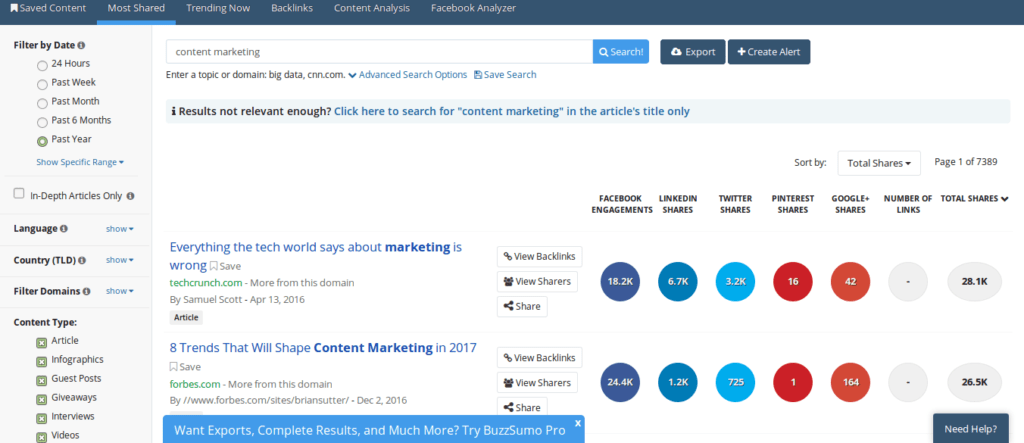 Saved Content Most Shared Trending Now Backlinks Content Analysis Facebook Analyzer
Filter by Date
24 Hours
Past Week
Past Month
Past 6 Months
Past Year
Show Specific Range
In-Depth Articles Only
Language show
Country (TLD) show
Filter Domains show
Content Type:
Article
Infographics
Guest Posts
Giveaways
Interviews
Videos
content marketing Search! Export Create Alert
Enter a topic or domain: big data, cnn.com. Advanced Search Options Save Search
Results not relevant enough? Click here to search for "content marketing" in the article's title only
Sort by: Total Shares Page 1 of 7389
FACEBOOK ENGAGEMENTS LINKEDIN SHARES TWITTER SHARES PINTEREST SHARES GOOGLE+ SHARES NUMBER OF LINKS TOTAL SHARES
Everything the tech world says about marketing is
wrong Save
techcrunch.com - More from this domain
By Samuel Scott - Apr 13, 2016
Article
View Backlinks
View Sharers
Share
18.2K 6.7K 3.2K 16 42 - 28.1K
8 Trends That Will Shape Content Marketing in 2017
Save
forbes.com - More from this domain
By //www.forbes.com/sites/briansutter/ - Dec 2, 2016
View Backlinks
View Sharers
Share
24.4K 1.2K 725 1 164 - 26.5K
Want Exports, Complete Results, and Much More? Try BuzzSumo Pro x
Need Help?